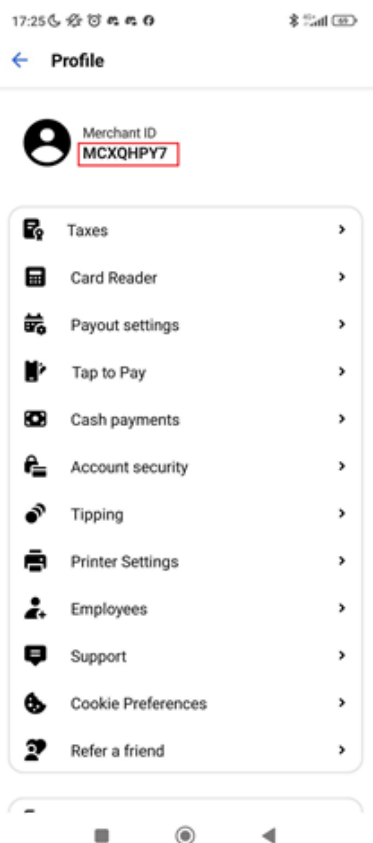 17:25
69
Profile
Merchant ID
MCXQHPY7
Taxes
Card Reader
Payout settings
Tap to Pay
Cash payments
Account security
Tipping
Printer Settings
Employees
Support
Cookie Preferences
Refer a friend